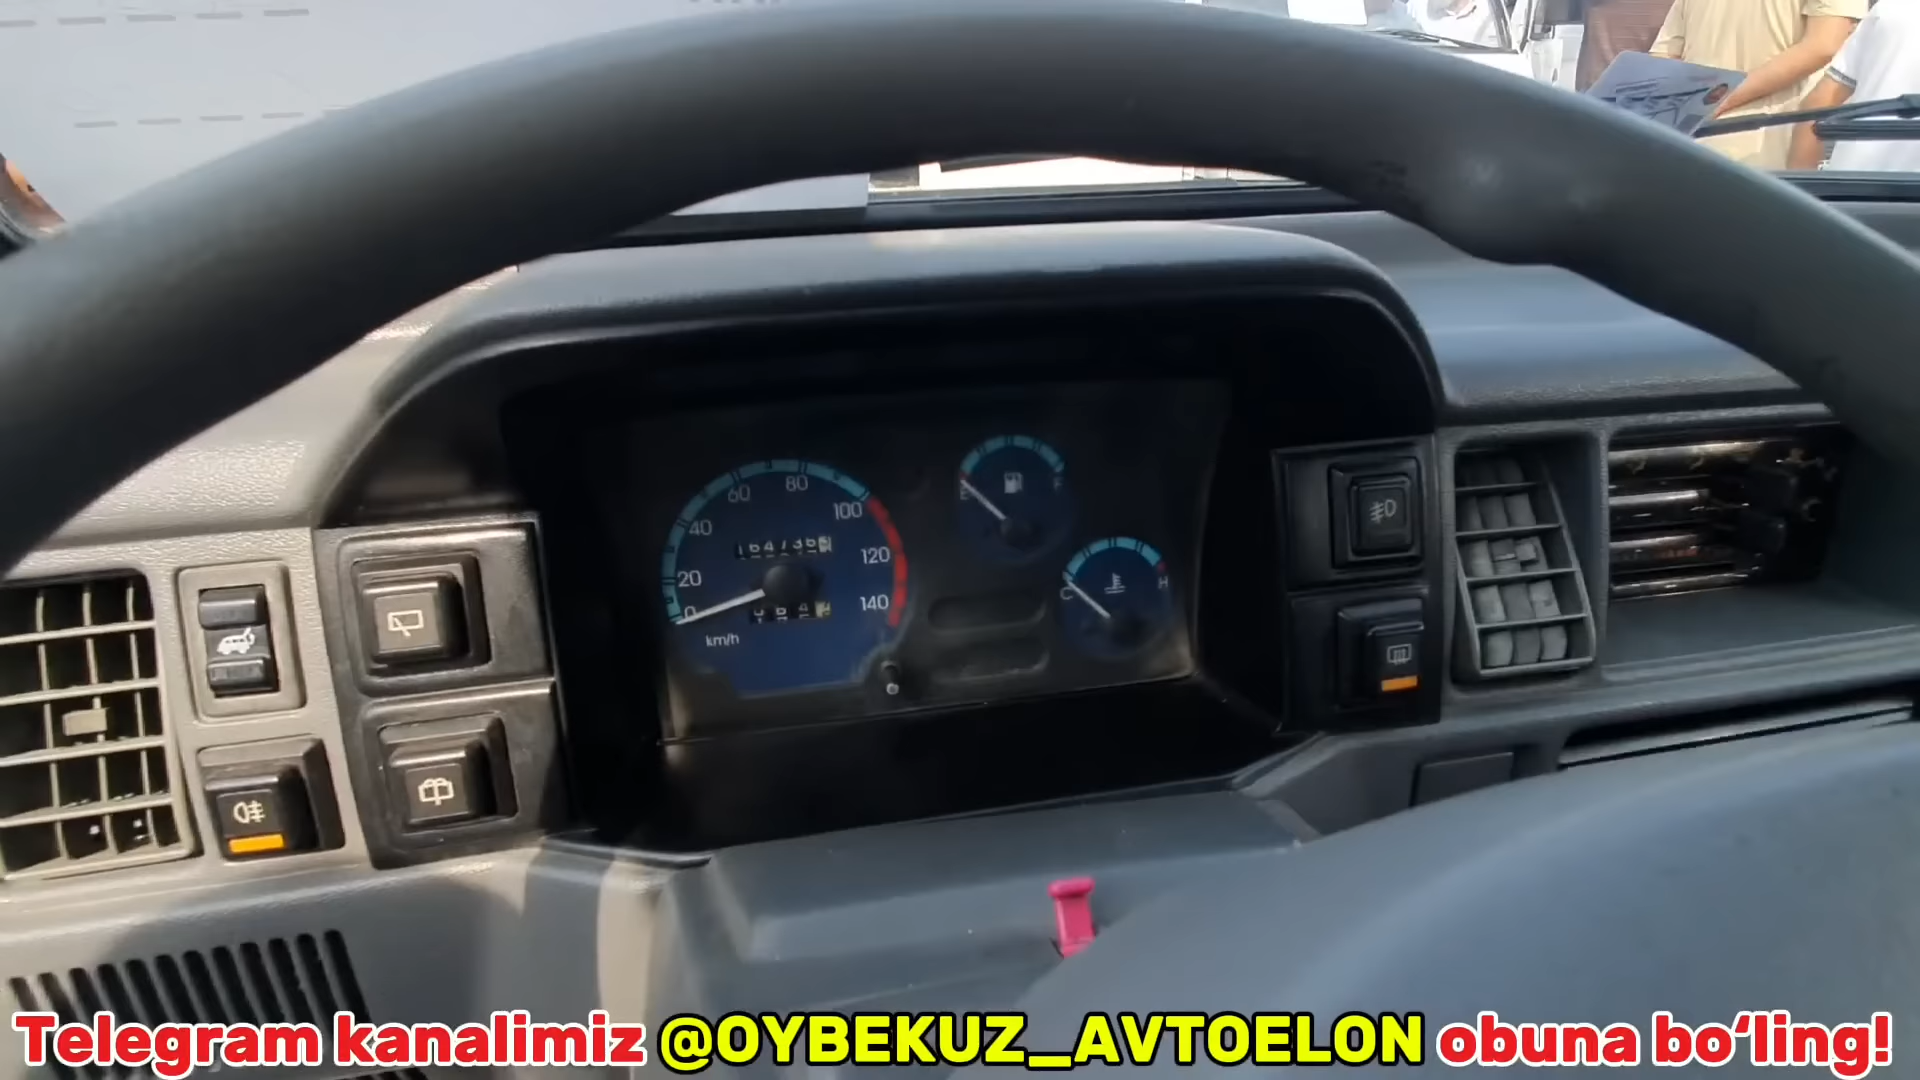 60
80
40
100
20
120
0
140
km/h
E
F
C
H
Telegram kanalimiz @OYBEKUZ_AVTOELON obuna bo‘ling!